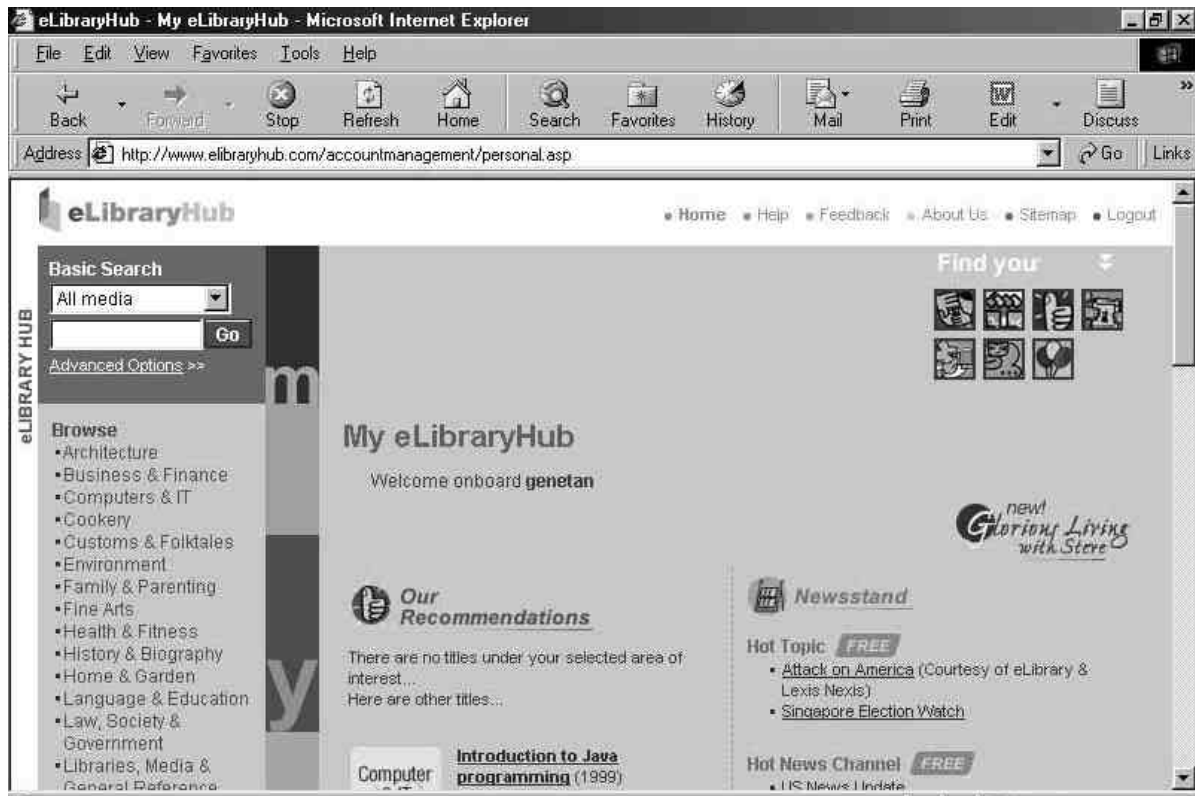 eLibraryHub - My eLibraryHub - Microsoft Internet Explorer
File Edit View Favorites Tools Help
Back Forward Stop Refresh Home Search Favorites History Mail Print Edit Discuss
Address http://www.elibraryhub.com/accountmanagement/personal.asp Go Links
eLibraryHub
Home Help Feedback About Us Sitemap Logout
eLIBRARY HUB
Basic Search
All media
Go
Advanced Options >>
Browse
Architecture
Business & Finance
Computers & IT
Cookery
Customs & Folktales
Environment
Family & Parenting
Fine Arts
Health & Fitness
History & Biography
Home & Garden
Language & Education
Law, Society &
Government
Libraries, Media &
General Reference
my
Find your
My eLibraryHub
Welcome onboard genetan
new!
Glorious Living
with Steve
Our
Recommendations
There are no titles under your selected area of
interest...
Here are other titles...
Computer
& IT
Introduction to Java
programming (1999)
Newsstand
Hot Topic FREE
Attack on America (Courtesy of eLibrary &
Lexis Nexis)
Singapore Election Watch
Hot News Channel FREE
US News Update